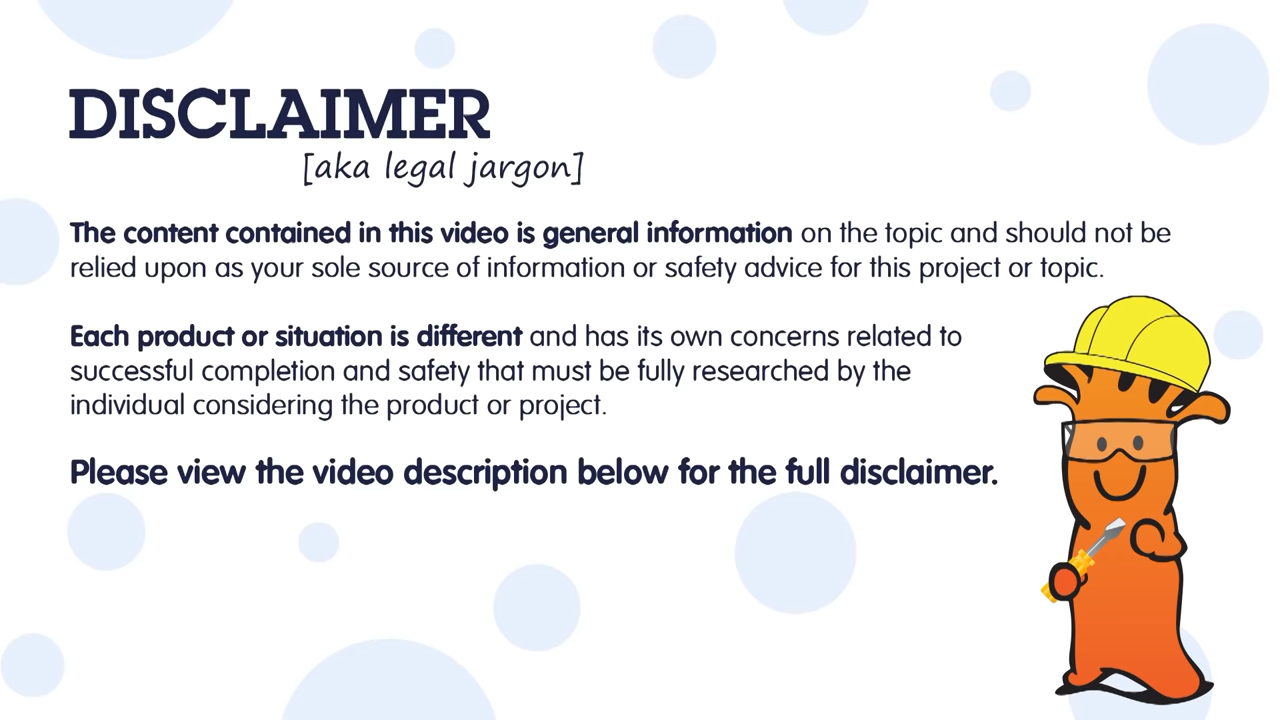 DISCLAIMER
[aka legal jargon]
The content contained in this video is general information on the topic and should not be
relied upon as your sole source of information or safety advice for this project or topic.
Each product or situation is different and has its own concerns related to
successful completion and safety that must be fully researched by the
individual considering the product or project.
Please view the video description below for the full disclaimer.